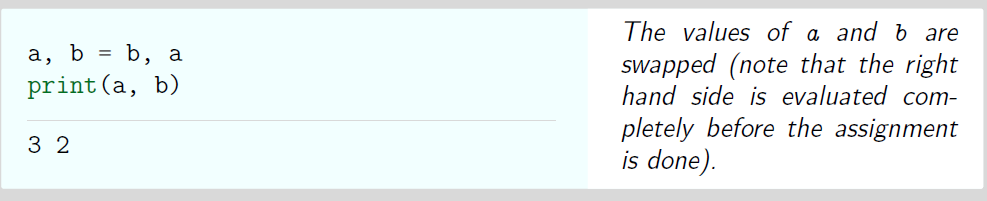 a, b = b, a
print(a, b)
3 2
The values of a and b are
swapped (note that the right
hand side is evaluated com-
pletely before the assignment
is done).